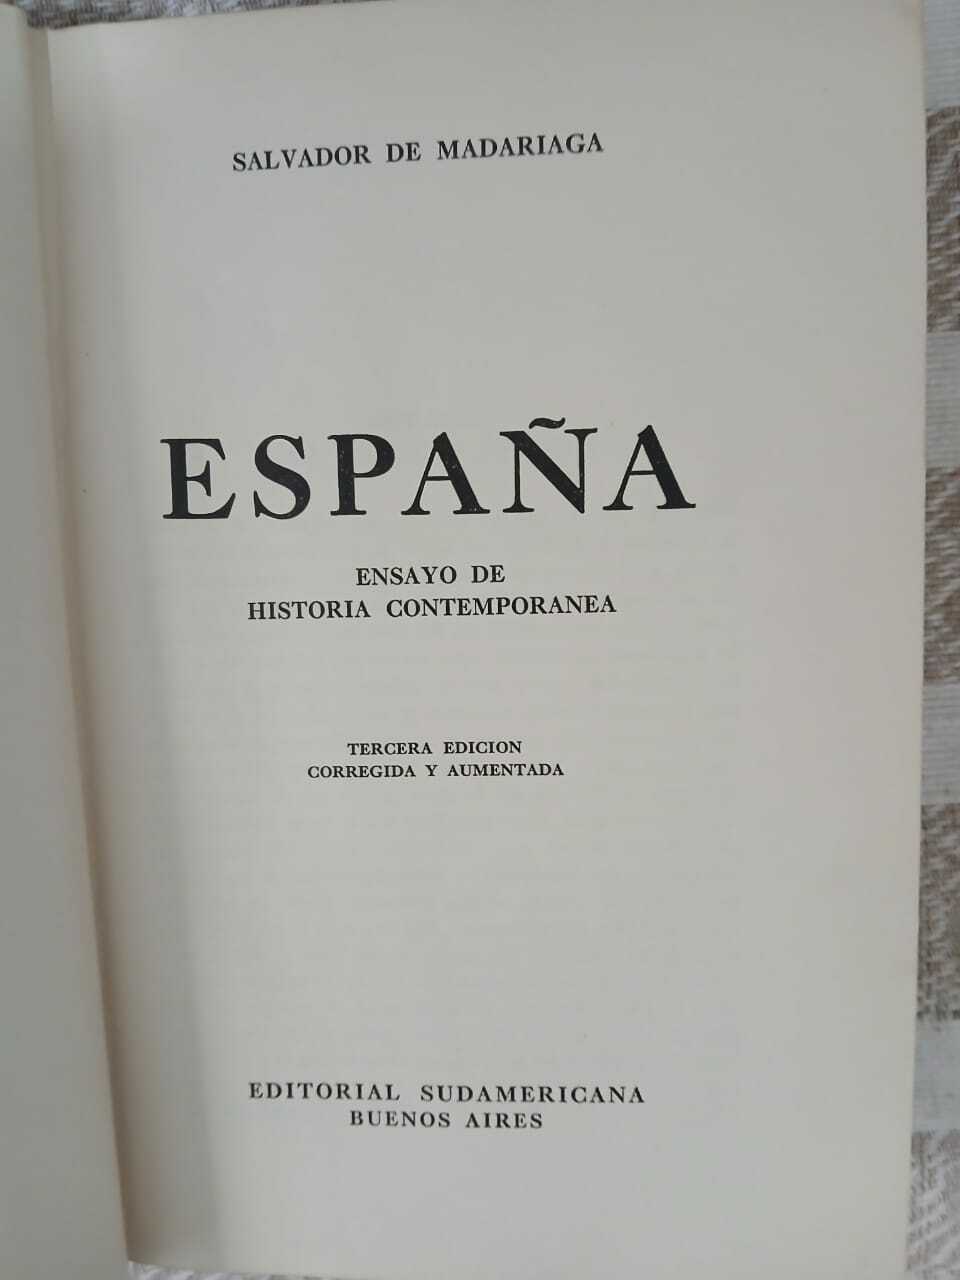 SALVADOR DE MADARIAGA
ESPAÑA
ENSAYO DE
HISTORIA CONTEMPORANEA
TERCERA EDICION
CORREGIDA Y AUMENTADA
EDITORIAL SUDAMERICANA
BUENOS AIRES